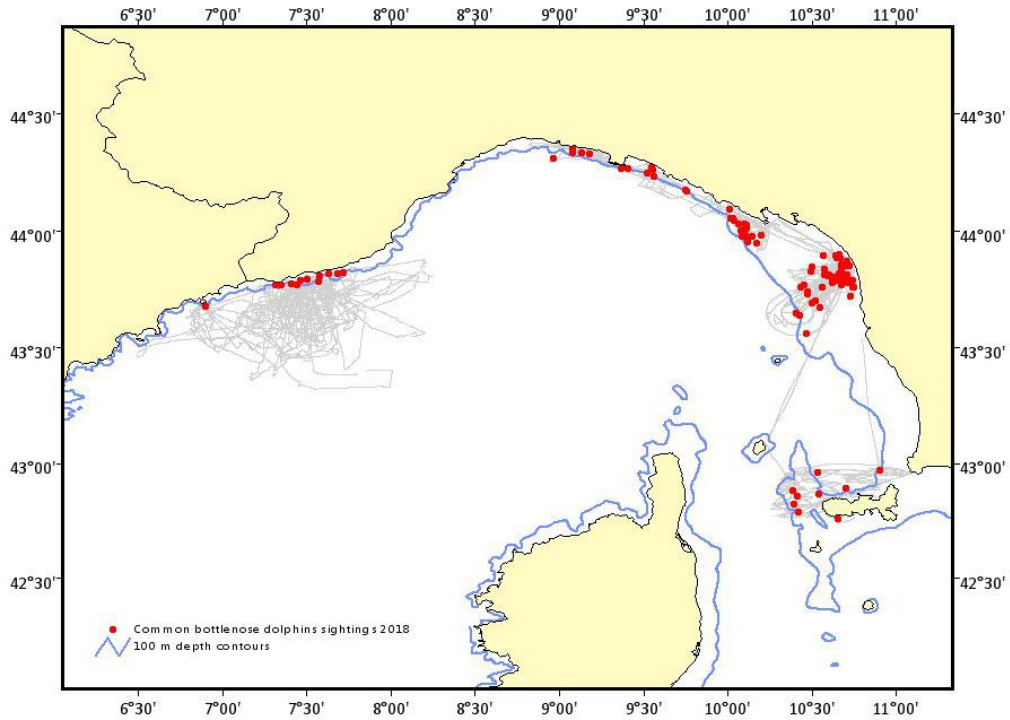 6°30' 7°00' 7°30' 8°00' 9°00' 9°30' 10°00' 10°30' 11°00'
44°30' 44°30'
44°00' 44°00'
43°30' 43°30'
43°00' 43°00'
42°30' 42°30'
Common bottlenose dolphins sightings 2018
100 m depth contours
6°30' 7°00' 7°30' 8°00' 8°30' 9°00' 9°30' 10°00' 10°30' 11°00'